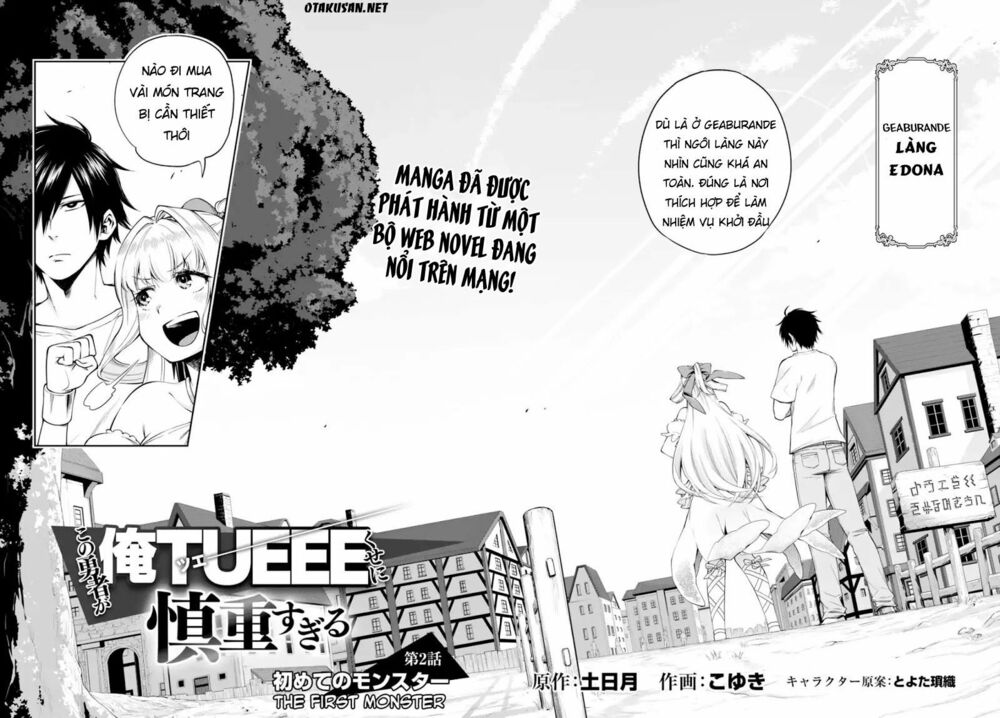 OTAKUSAN.NET
GEABURANDE
LÀNG
EDONA
DÙ LÀ Ở GEABURANDE
THÌ NGÔI LÀNG NÀY
NHÌN CŨNG KHÁ AN
TOÀN. ĐÚNG LÀ NƠI
THÍCH HỢP ĐỂ LÀM
NHIỆM VỤ KHỞI ĐẦU
MANGA ĐÃ ĐƯỢC
PHÁT HÀNH TỪ MỘT
BỘ WEB NOVEL ĐANG
NỔI TRÊN MẠNG!
NÀO ĐI MUA
VÀI MÓN TRANG
BỊ CẦN THIẾT
THÔI
この勇者が
俺TUEEE
ツエ
くせに
慎重すぎる
第2話
初めてのモンスター
THE FIRST MONSTER
原作:土日月 作画:こゆき キャラクター原案:とよた瑣織